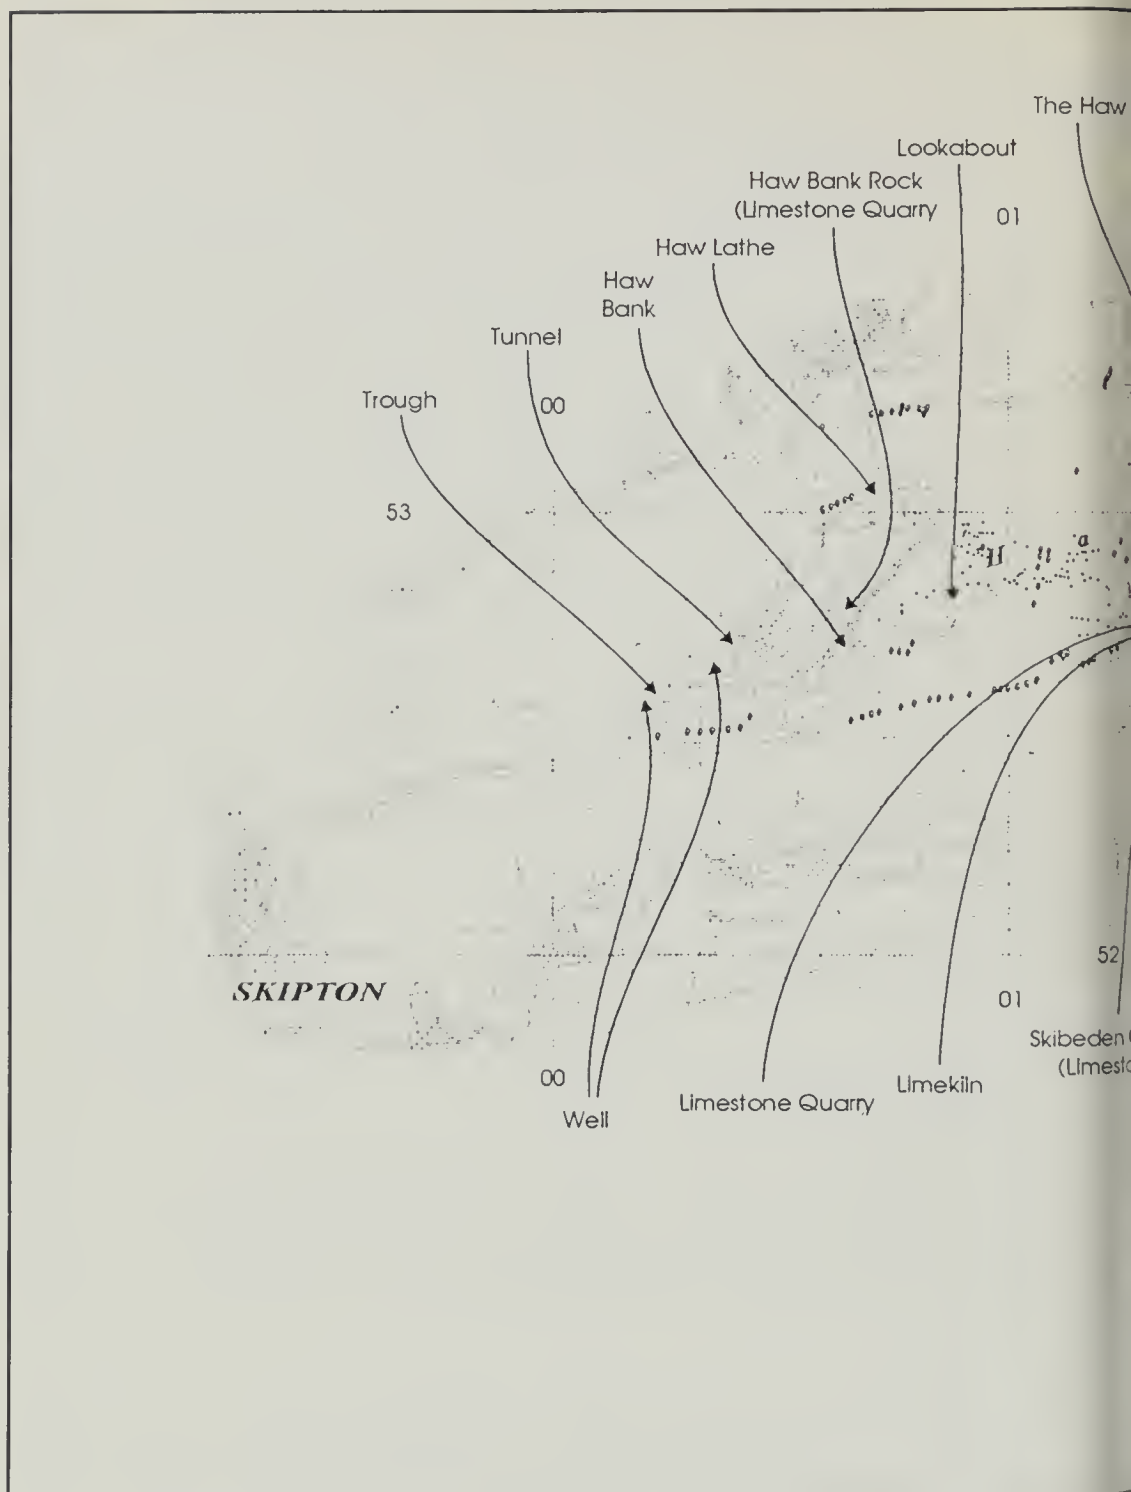 The Haw
Lookabout
Haw Bank Rock
(Limestone Quarry
01
Haw Lathe
Haw
Bank
Tunnel
Trough
00
53
H
a
52
SKIPTON
01
Skibeden
(Limesto
00
Limekiln
Limestone Quarry
Well